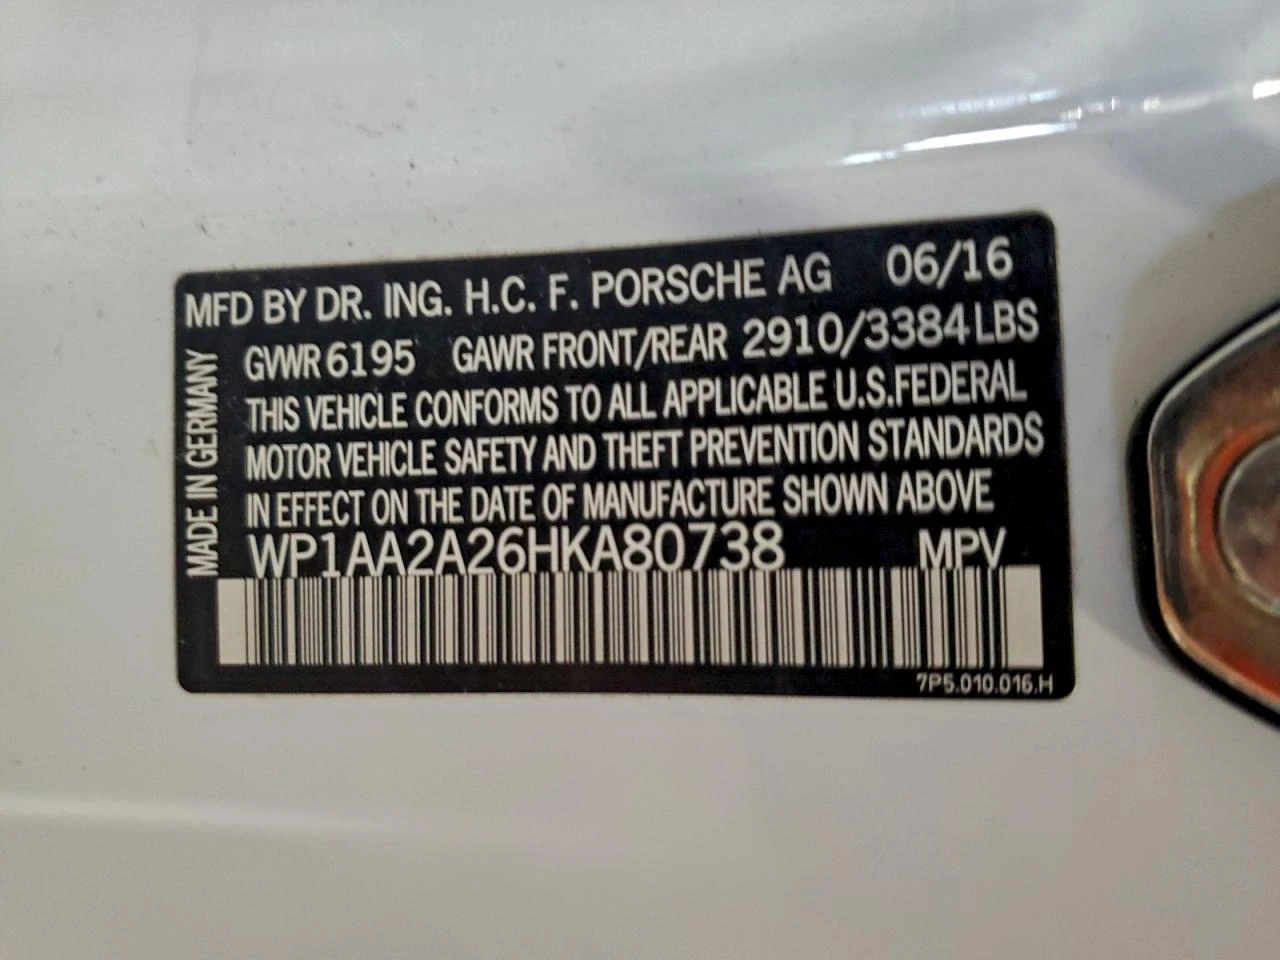 MFD BY DR. ING. H.C. F. PORSCHE AG 06/16
GVWR 6195 GAWR FRONT/REAR 2910/3384 LBS
THIS VEHICLE CONFORMS TO ALL APPLICABLE U.S.FEDERAL
MOTOR VEHICLE SAFETY AND THEFT PREVENTION STANDARDS
IN EFFECT ON THE DATE OF MANUFACTURE SHOWN ABOVE
WP1AA2A26HKA80738 MPV
MADE IN GERMANY
7P5.010.016.H